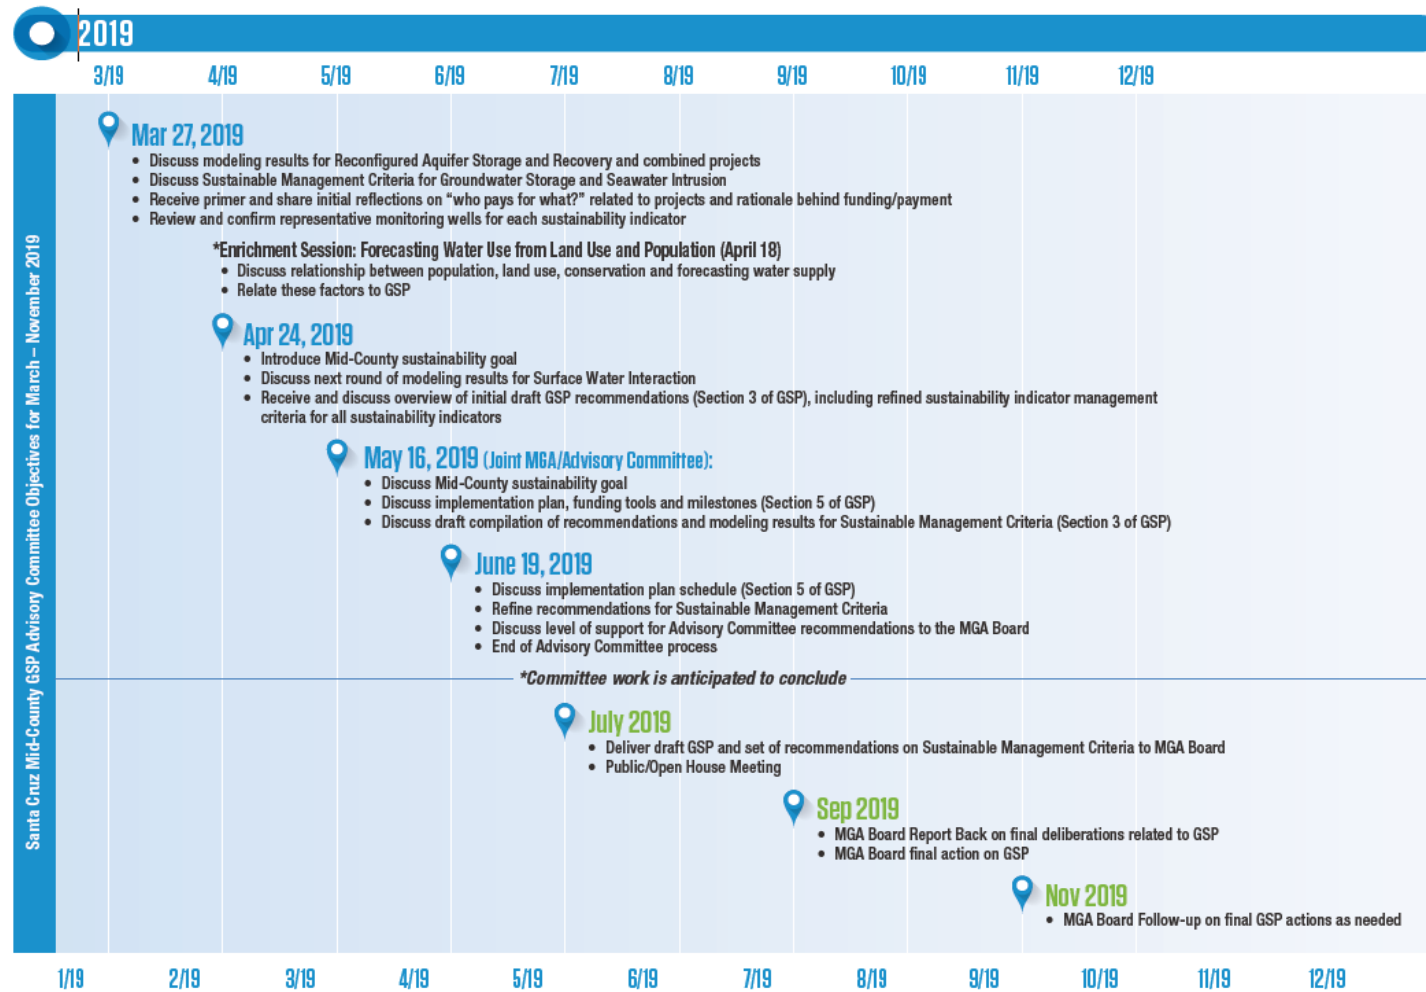 2019
3/19 4/19 5/19 6/19 7/19 8/19 9/19 10/19 11/19 12/19
Santa Cruz Mid-County GSP Advisory Committee Objectives for March – November 2019
Mar 27, 2019
• Discuss modeling results for Reconfigured Aquifer Storage and Recovery and combined projects
• Discuss Sustainable Management Criteria for Groundwater Storage and Seawater Intrusion
• Receive primer and share initial reflections on “who pays for what?” related to projects and rationale behind funding/payment
• Review and confirm representative monitoring wells for each sustainability indicator
*Enrichment Session: Forecasting Water Use from Land Use and Population (April 18)
• Discuss relationship between population, land use, conservation and forecasting water supply
• Relate these factors to GSP
Apr 24, 2019
• Introduce Mid-County sustainability goal
• Discuss next round of modeling results for Surface Water Interaction
• Receive and discuss overview of initial draft GSP recommendations (Section 3 of GSP), including refined sustainability indicator management
criteria for all sustainability indicators
May 16, 2019 (Joint MGA/Advisory Committee):
• Discuss Mid-County sustainability goal
• Discuss implementation plan, funding tools and milestones (Section 5 of GSP)
• Discuss draft compilation of recommendations and modeling results for Sustainable Management Criteria (Section 3 of GSP)
June 19, 2019
• Discuss implementation plan schedule (Section 5 of GSP)
• Refine recommendations for Sustainable Management Criteria
• Discuss level of support for Advisory Committee recommendations to the MGA Board
• End of Advisory Committee process
*Committee work is anticipated to conclude
July 2019
• Deliver draft GSP and set of recommendations on Sustainable Management Criteria to MGA Board
• Public/Open House Meeting
Sep 2019
• MGA Board Report Back on final deliberations related to GSP
• MGA Board final action on GSP
Nov 2019
• MGA Board Follow-up on final GSP actions as needed
1/19 2/19 3/19 4/19 5/19 6/19 7/19 8/19 9/19 10/19 11/19 12/19